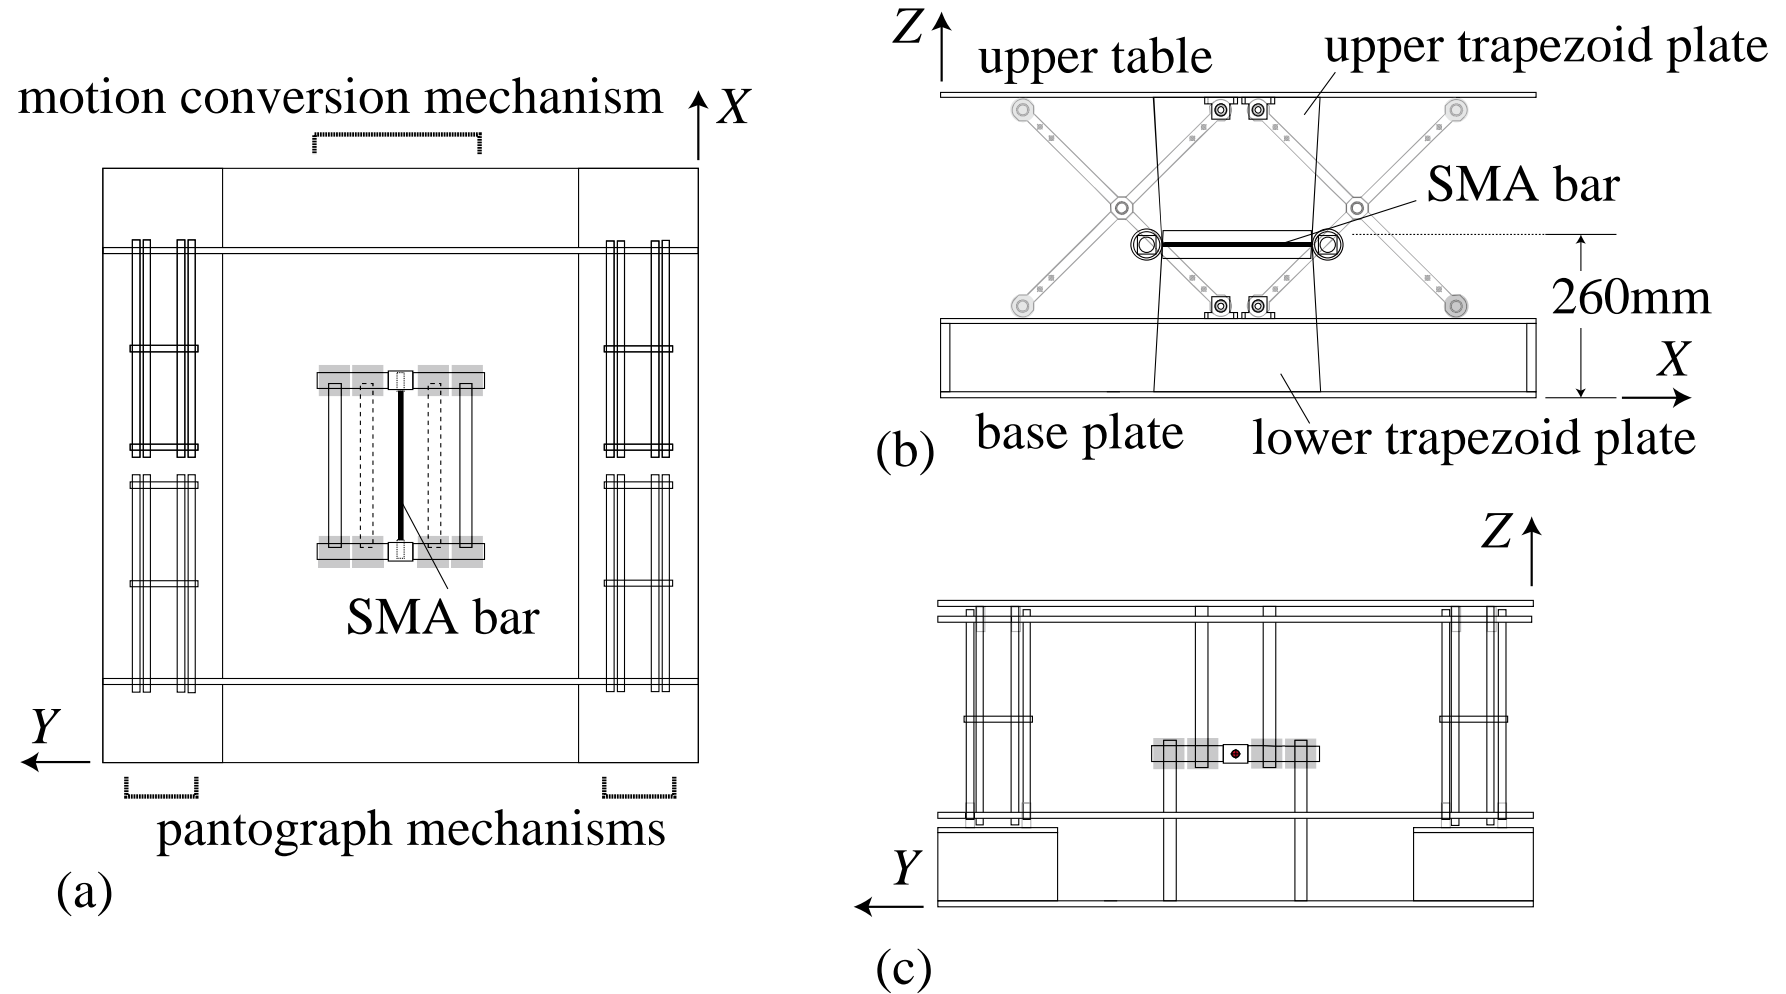 motion conversion mechanism
X
SMA bar
Y
pantograph mechanisms
(a)
Z
upper table
upper trapezoid plate
SMA bar
260mm
X
base plate
lower trapezoid plate
(b)
Z
Y
(c)